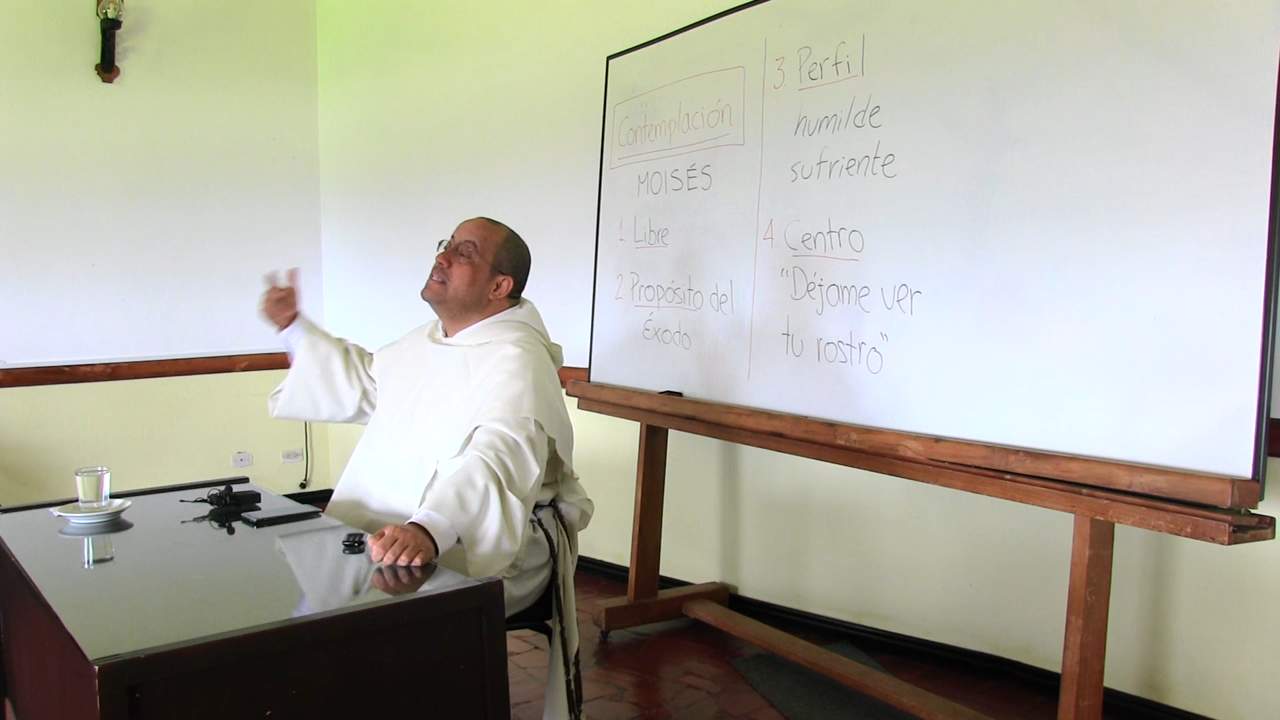 Contemplación
MOISÉS
1. Libre
2 Propósito del
Éxodo
3. Perfil
humilde
sufriente
4 Centro
"Déjame ver
tu rostro"